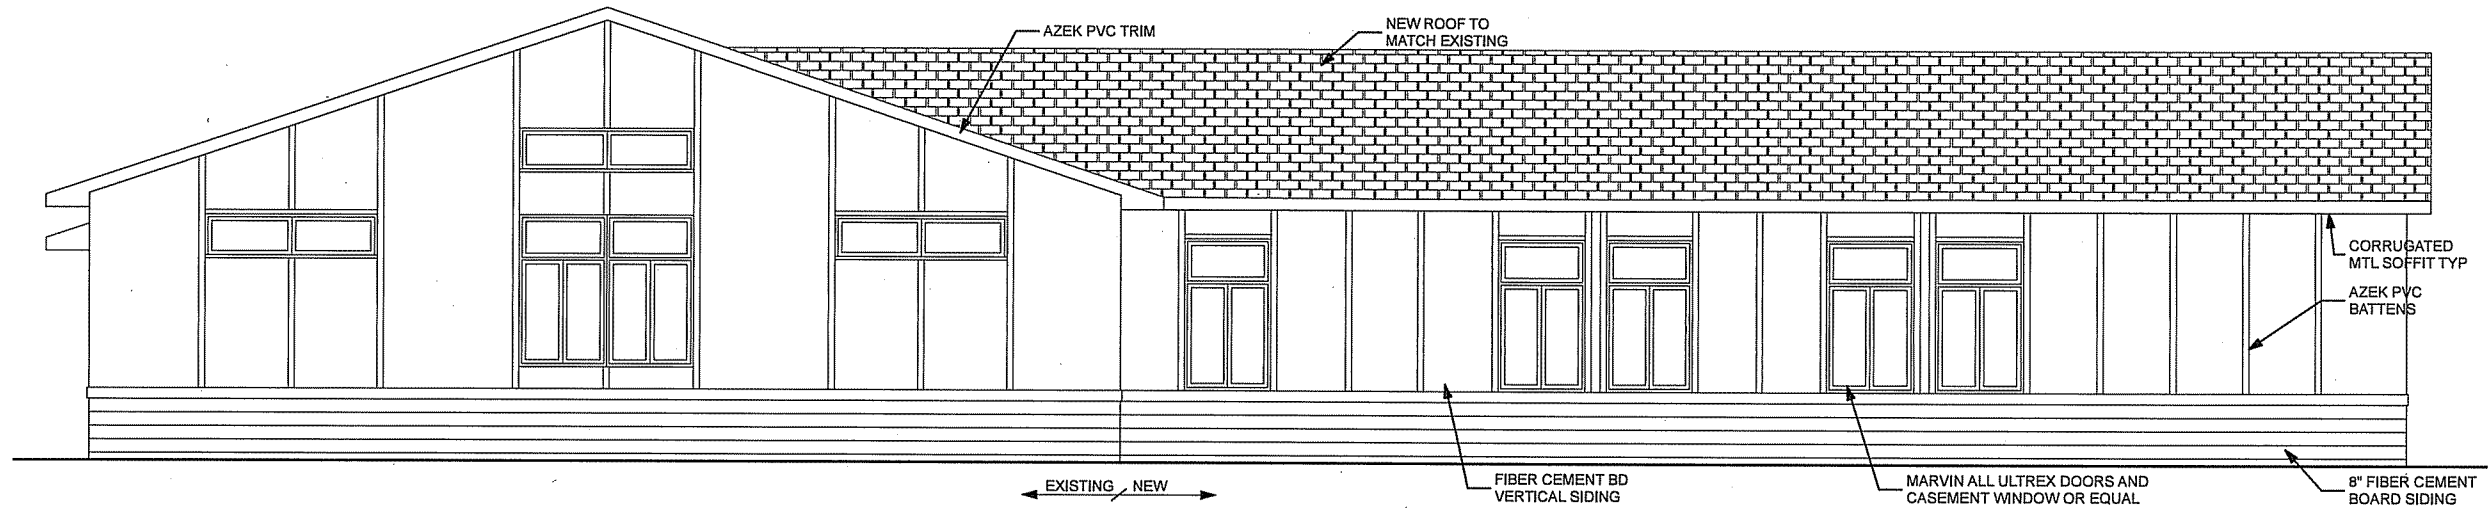 AZEK PVC TRIM
NEW ROOF TO
MATCH EXISTING
CORRUGATED
MTL SOFFIT TYP
AZEK PVC
BATTENS
EXISTING / NEW
FIBER CEMENT BD
VERTICAL SIDING
MARVIN ALL ULTREX DOORS AND
CASEMENT WINDOW OR EQUAL
8" FIBER CEMENT
BOARD SIDING